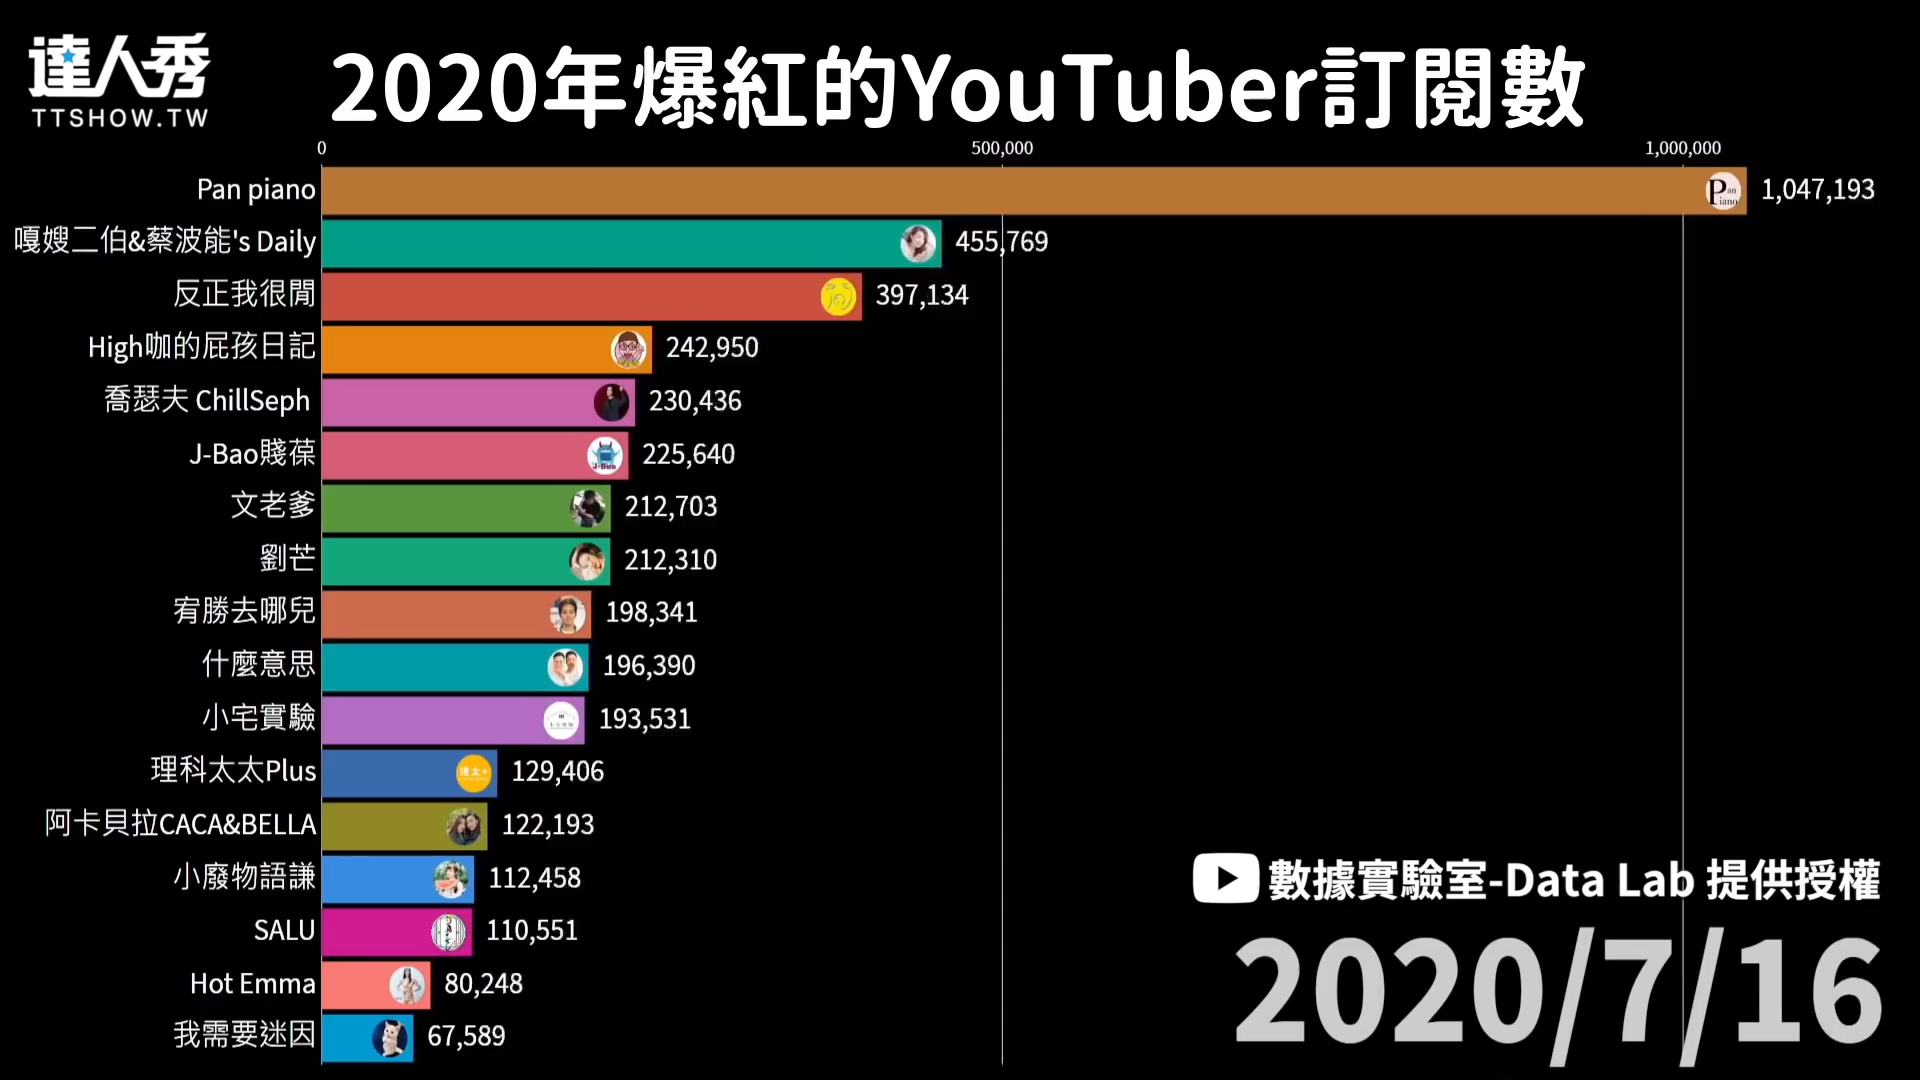 達人秀
TTSHOW.TW
2020年爆紅的YouTuber訂閱數
0 500,000 1,000,000
Pan piano 1,047,193
嘎嫂二伯&蔡波能's Daily 455,769
反正我很閒 397,134
High咖的屁孩日記 242,950
喬瑟夫 ChillSeph 230,436
J-Bao賤葆 225,640
文老爹 212,703
劉芒 212,310
宥勝去哪兒 198,341
什麼意思 196,390
小宅實驗 193,531
理科太太Plus 129,406
阿卡貝拉CACA&BELLA 122,193
小廢物語謙 112,458
SALU 110,551
Hot Emma 80,248
我需要迷因 67,589
數據實驗室-Data Lab 提供授權
2020/7/16